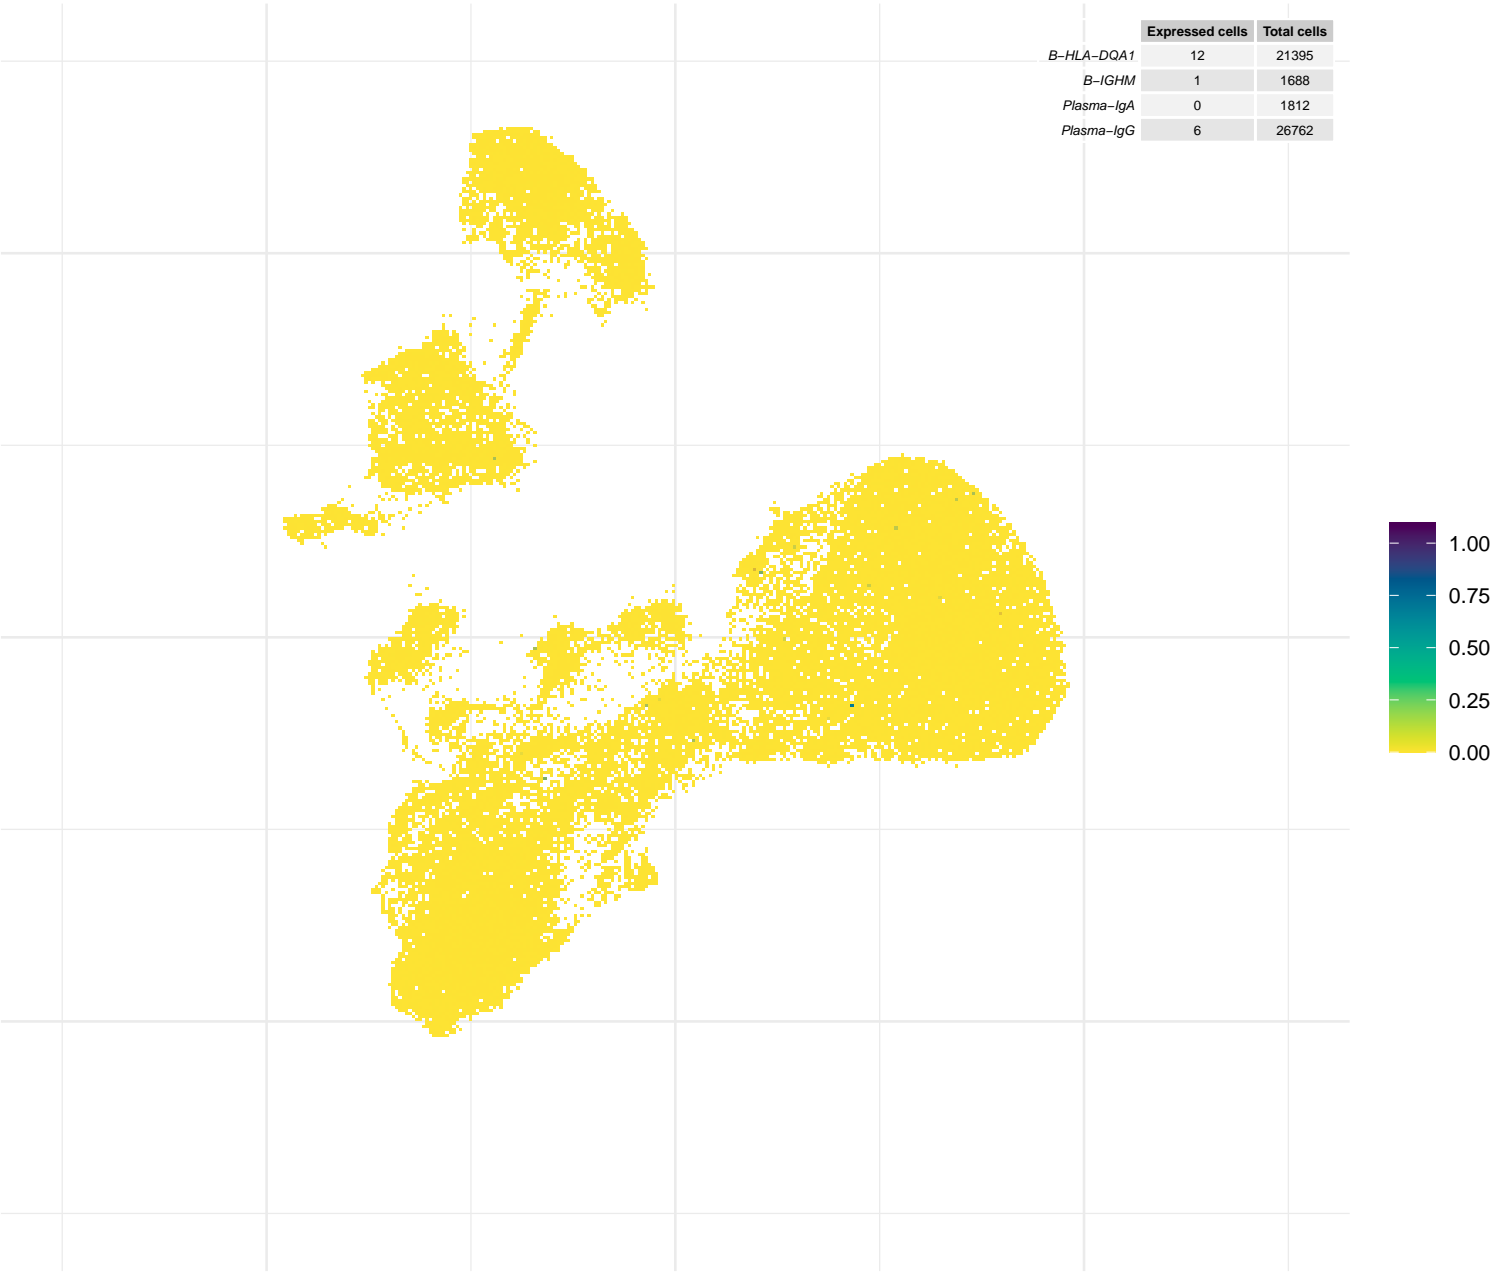 Expressed cells Total cells
B−HLA−DQA1 12 21395
B−IGHM 1 1688
Plasma−IgA 0 1812
Plasma−IgG 6 26762
1.00
0.75
0.50
0.25
0.00